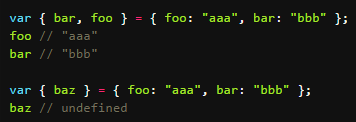 var { bar, foo } = { foo: "aaa", bar: "bbb" };
foo // "aaa"
bar // "bbb"
var { baz } = { foo: "aaa", bar: "bbb" };
baz // undefined